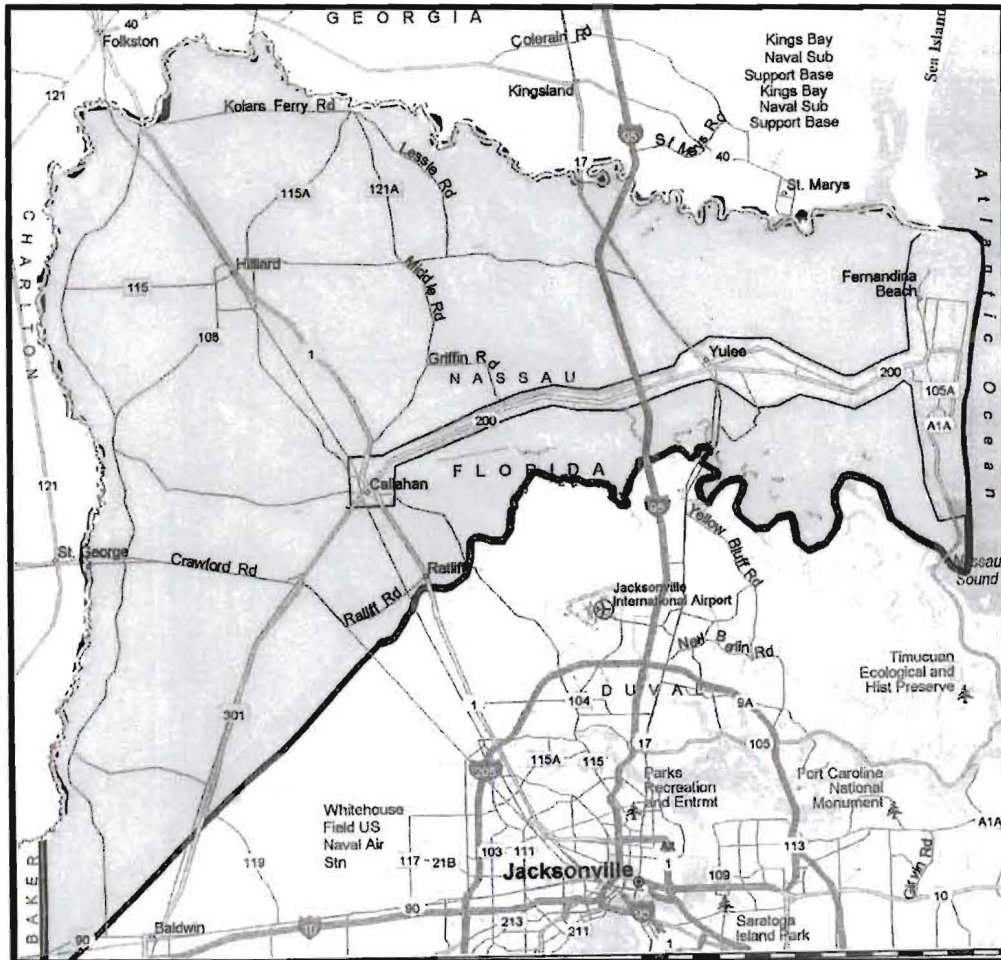 GEORGIA
40
Folkston
Colerain Rd
Kings Bay
Naval Sub
Support Base
Kings Bay
Naval Sub
Support Base
Sea Island
121
Kingsland
Kolars Ferry Rd
95
St Marys Rd
40
17
St. Marys
Lessie Rd
115A
121A
Atlantic Ocean
CHARLTON
Hilliard
Middle Rd
115
Fernandina
Beach
108
1
Griffin Rd
Yulee
NASSAU
200
200
105A
A1A
FLORIDA
Callahan
121
95
Yellow Bluff Rd
St. George
Crawford Rd
Ratliff
Ratliff Rd
Nassau
Sound
Jacksonville
International Airport
New Berlin Rd
Timucuan
Ecological and
Hist Preserve
DUVAL
301
1
104
9A
17
105
115A
115
295
Parks
Recreation
and Entrmt
Fort Caroline
National
Monument
Whitehouse
Field US
Naval Air
Stn
A1A
119
117
21B
103
111
1
113
Girvin Rd
Jacksonville
109
10
BAKER
90
Baldwin
10
90
213
211
95
Saratoga
Island Park
1